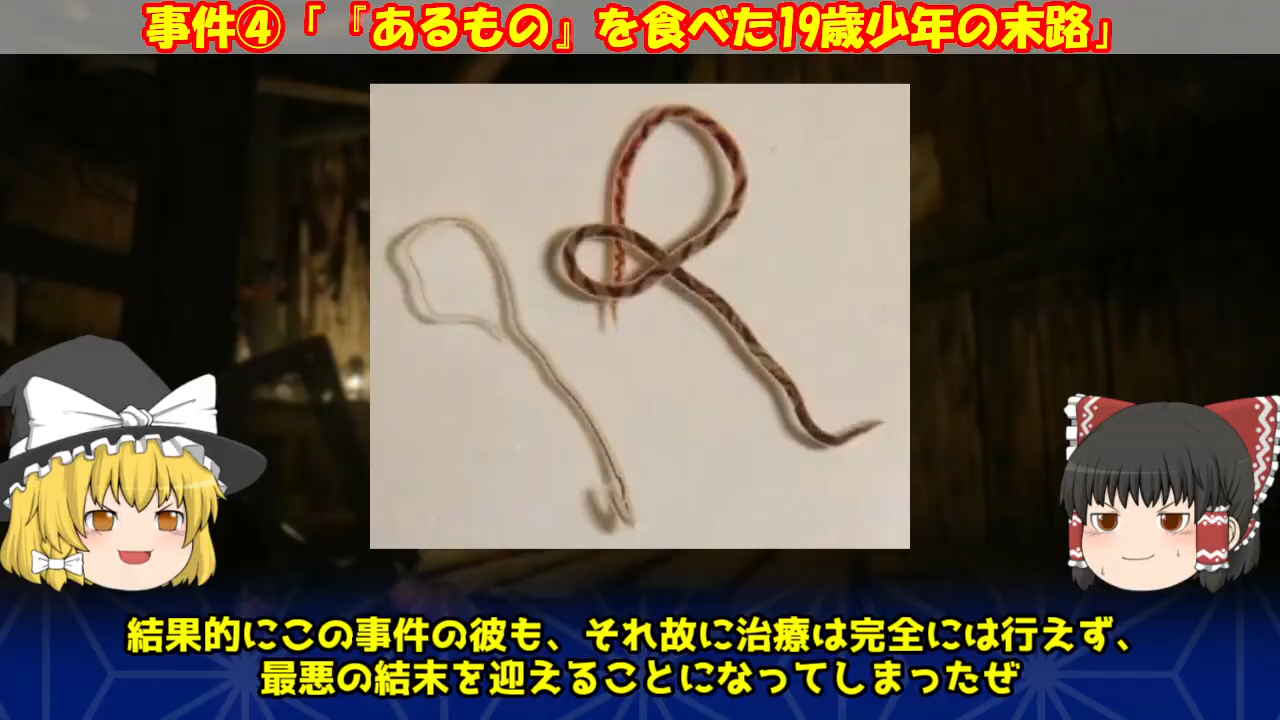 事件④「『あるもの』を食べた19歳少年の末路」
結果的にこの事件の彼も、それ故に治療は完全には行えず、
最悪の結末を迎えることになってしまったぜ